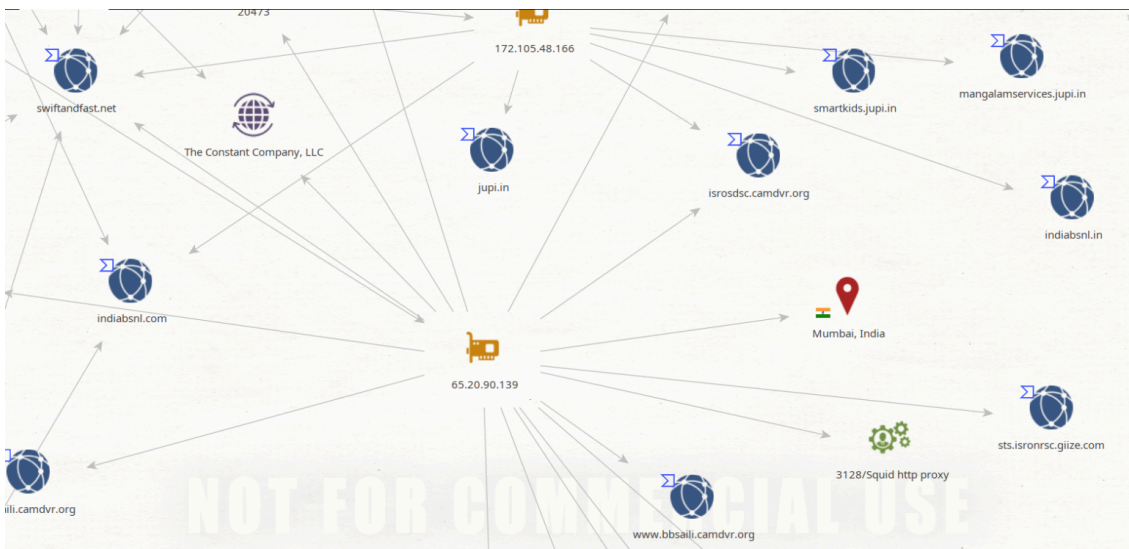 20473
172.105.48.166
swiftandfast.net
smartkids.jupi.in
mangalamservices.jupi.in
The Constant Company, LLC
jupi.in
isrosdsc.camdvr.org
indiabsnl.in
indiabsnl.com
Mumbai, India
65.20.90.139
sts.isronrsc.giize.com
3128/Squid http proxy
aili.camdvr.org
www.bbsaili.camdvr.org
NOT FOR COMMERCIAL USE